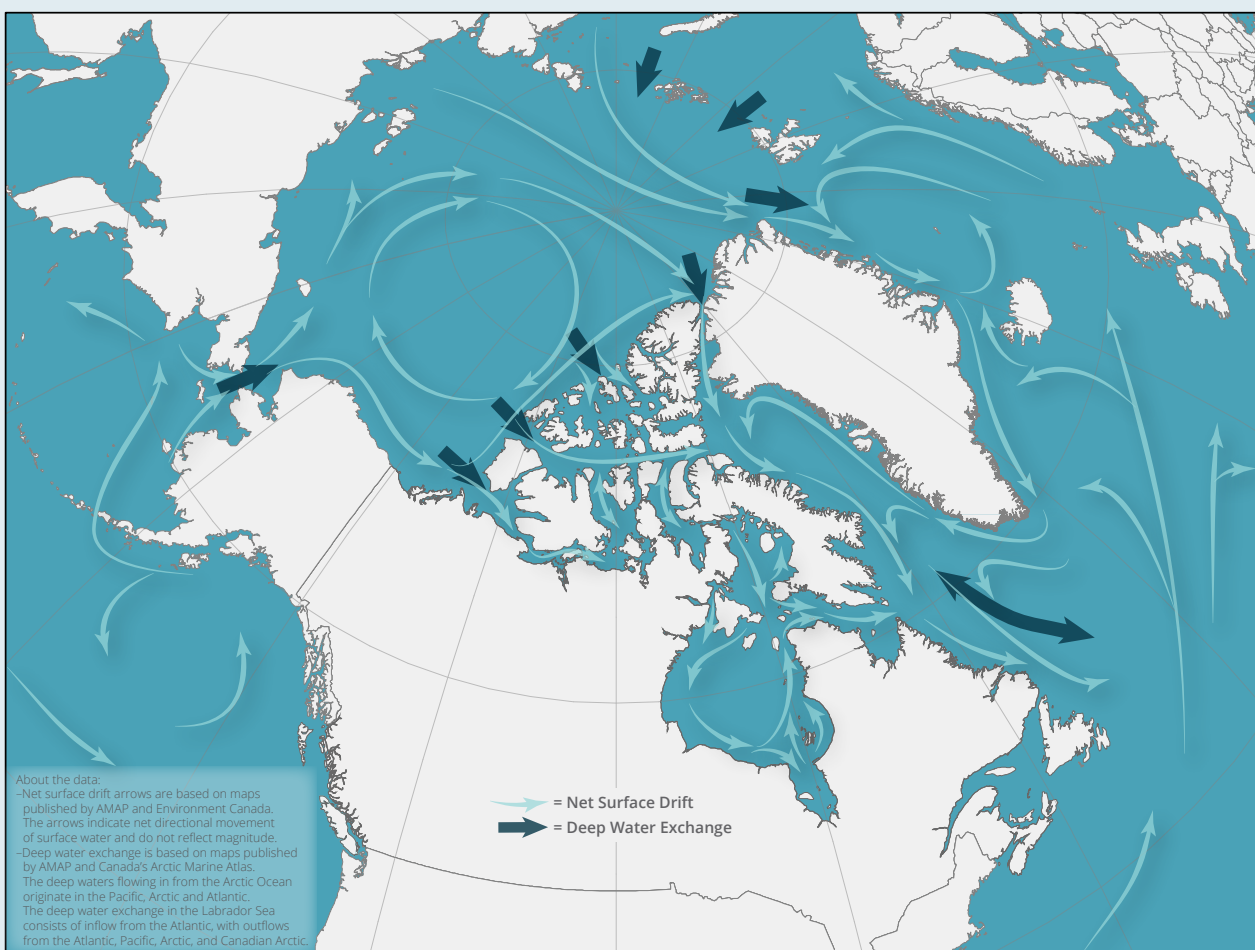 About the data:
–Net surface drift arrows are based on maps
published by AMAP and Environment Canada.
The arrows indicate net directional movement
of surface water and do not reflect magnitude.
–Deep water exchange is based on maps published
by AMAP and Canada's Arctic Marine Atlas.
The deep waters flowing in from the Arctic Ocean
originate in the Pacific, Arctic and Atlantic.
The deep water exchange in the Labrador Sea
consists of inflow from the Atlantic, with outflows
from the Atlantic, Pacific, Arctic, and Canadian Arctic.
= Net Surface Drift
= Deep Water Exchange